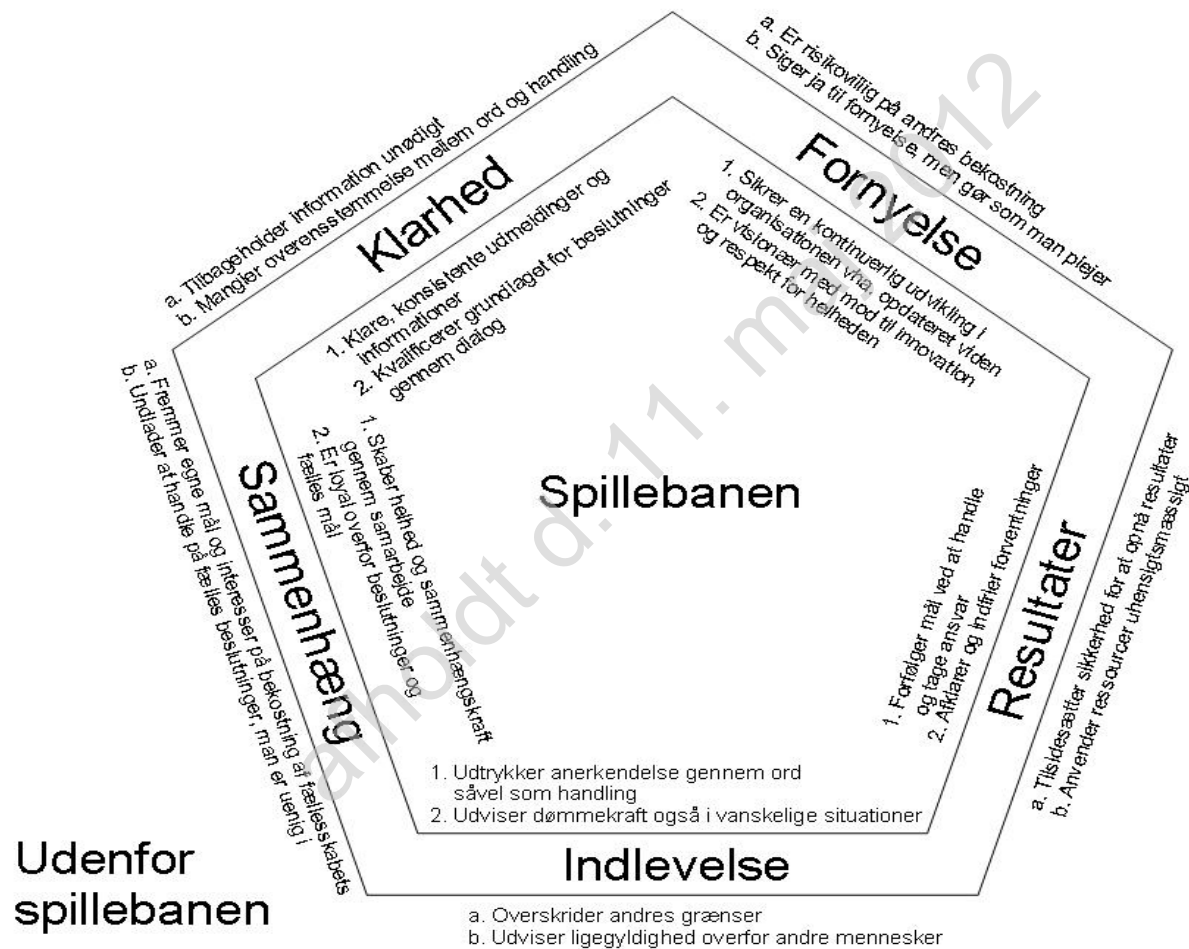 a. Tilbageholder information unødigt
b. Mangler overensstemmelse mellem ord og handling
Klarhed
1. Klare, konsistente udmeldinger og
informationer
2. Kvalificerer grundlaget for beslutninger
gennem dialog
a. Er risikovillig på andres bekostning
b. Siger ja til fornyelse, men gør som man plejer
Fornyelse
1. Sikrer en kontinuerlig udvikling i
organisationen vha. opdateret viden
2. Er visionær med mod til innovation
og respekt for helheden
a. Fremmer egne mål og interesser på bekostning af fællesskabets
b. Undlader at handle på fælles beslutninger, man er uenig i
Sammenhæng
1. Skaber helhed og sammenhængskraft
gennem samarbejde
2. Er loyal overfor beslutninger og
fælles mål
Spillebanen
1. Forfølger mål ved at handle
og tage ansvar
2. Afklarer og indfrier forventninger
Resultater
a. Tilsidesætter sikkerhed for at opnå resultater
b. Anvender ressourcer uhensigtsmæssigt
1. Udtrykker anerkendelse gennem ord
såvel som handling
2. Udviser dømmekraft også i vanskelige situationer
Indlevelse
a. Overskrider andres grænser
b. Udviser ligegyldighed overfor andre mennesker
Udenfor
spillebanen
d. 11. maj 2012